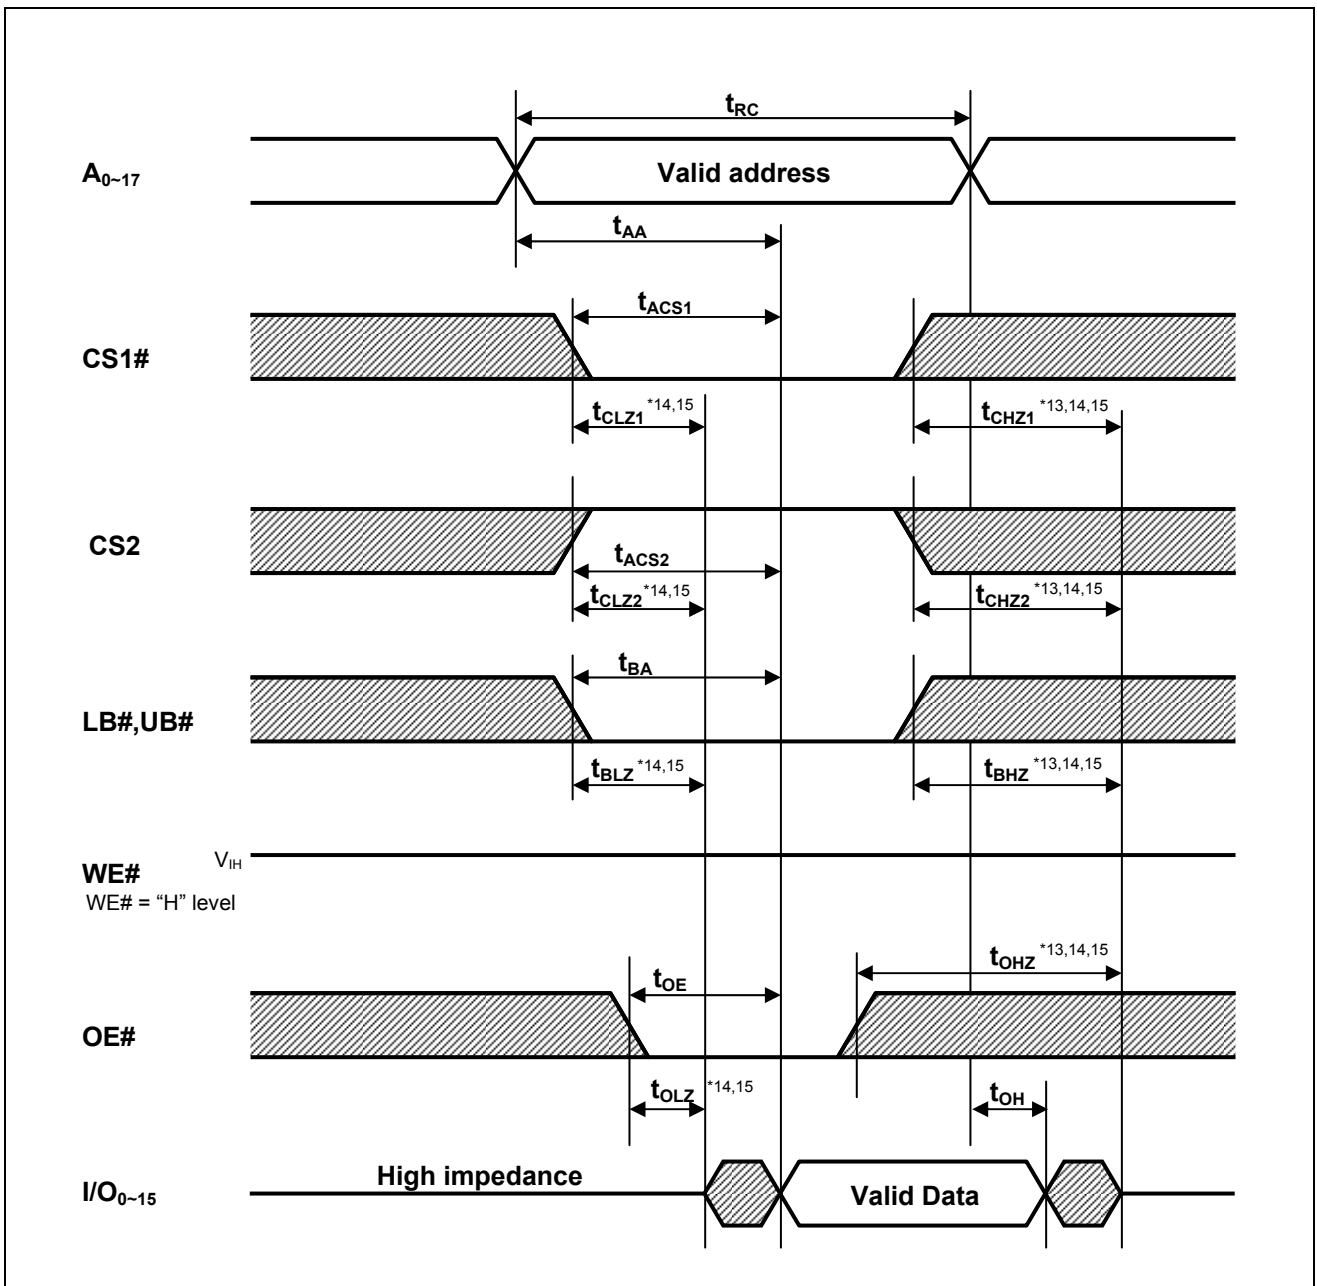 tRC
A0~17
Valid address
tAA
tACS1
CS1#
tCLZ1 *14,15
tCHZ1 *13,14,15
CS2
tACS2
tCLZ2 *14,15
tCHZ2 *13,14,15
tBA
LB#,UB#
tBLZ *14,15
tBHZ *13,14,15
VIH
WE#
WE# = “H” level
tOHZ *13,14,15
tOE
OE#
tOLZ *14,15
tOH
High impedance
I/O0~15
Valid Data